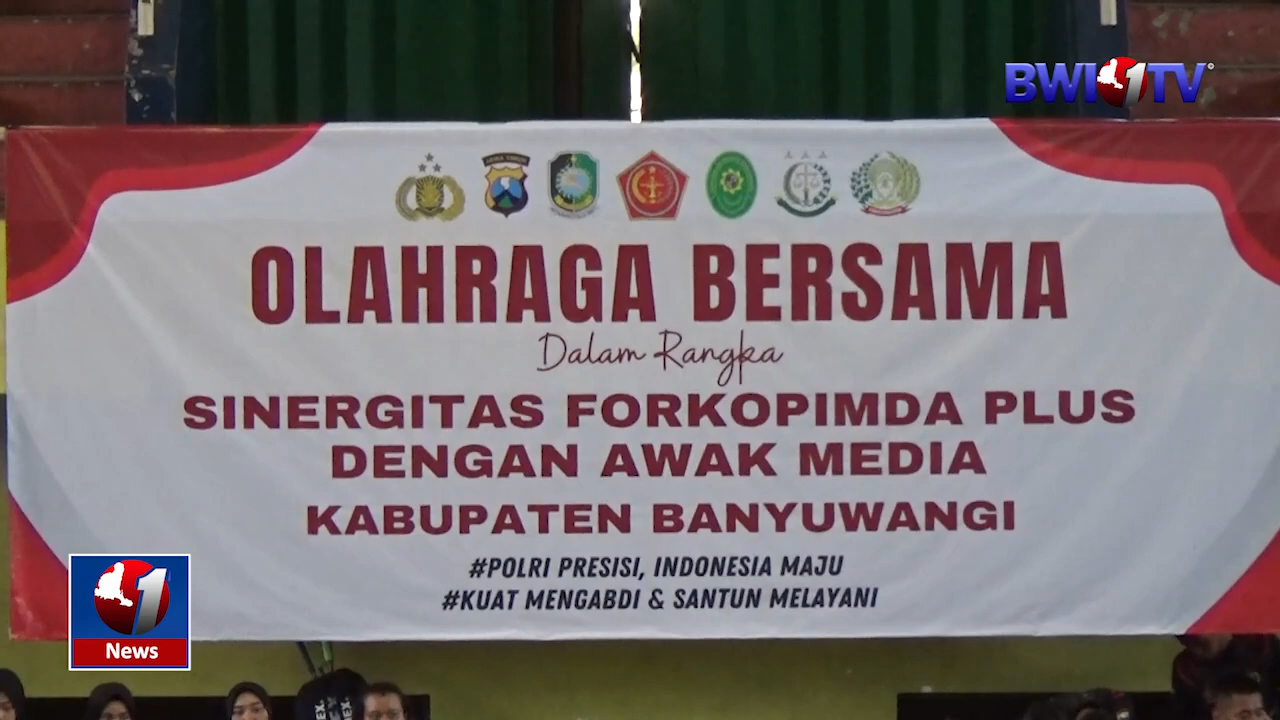 BWI1TV
OLAHRAGA BERSAMA
Dalam Rangka
SINERGITAS FORKOPIMDA PLUS
DENGAN AWAK MEDIA
KABUPATEN BANYUWANGI
#POLRI PRESISI, INDONESIA MAJU
#KUAT MENGABDI & SANTUN MELAYANI
1
News